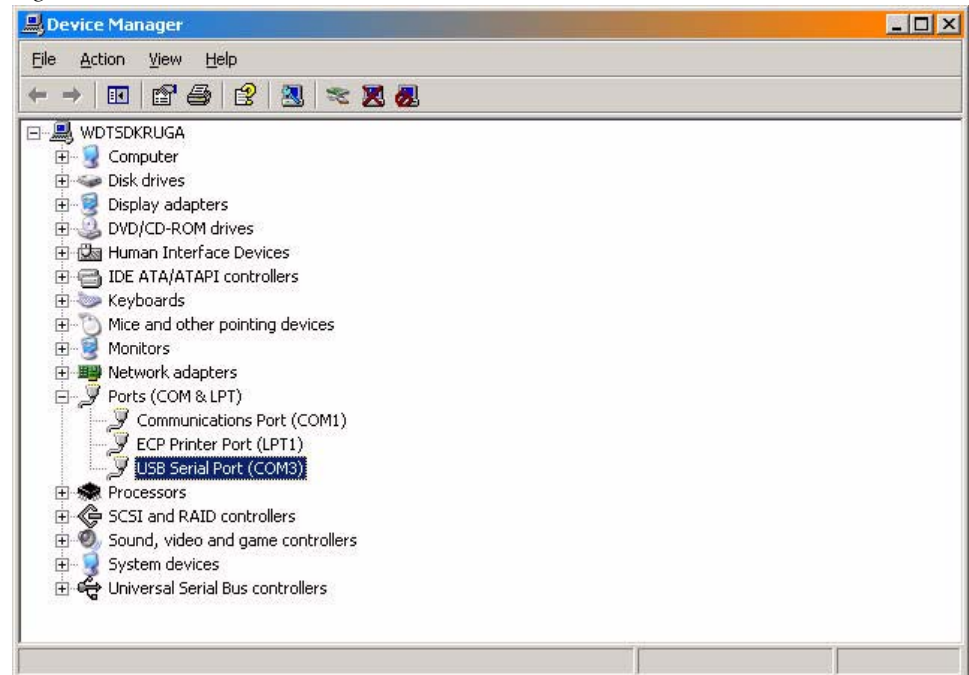 Device Manager
File Action View Help
WDTSDKRUGA
Computer
Disk drives
Display adapters
DVD/CD-ROM drives
Human Interface Devices
IDE ATA/ATAPI controllers
Keyboards
Mice and other pointing devices
Monitors
Network adapters
Ports (COM & LPT)
Communications Port (COM1)
ECP Printer Port (LPT1)
USB Serial Port (COM3)
Processors
SCSI and RAID controllers
Sound, video and game controllers
System devices
Universal Serial Bus controllers